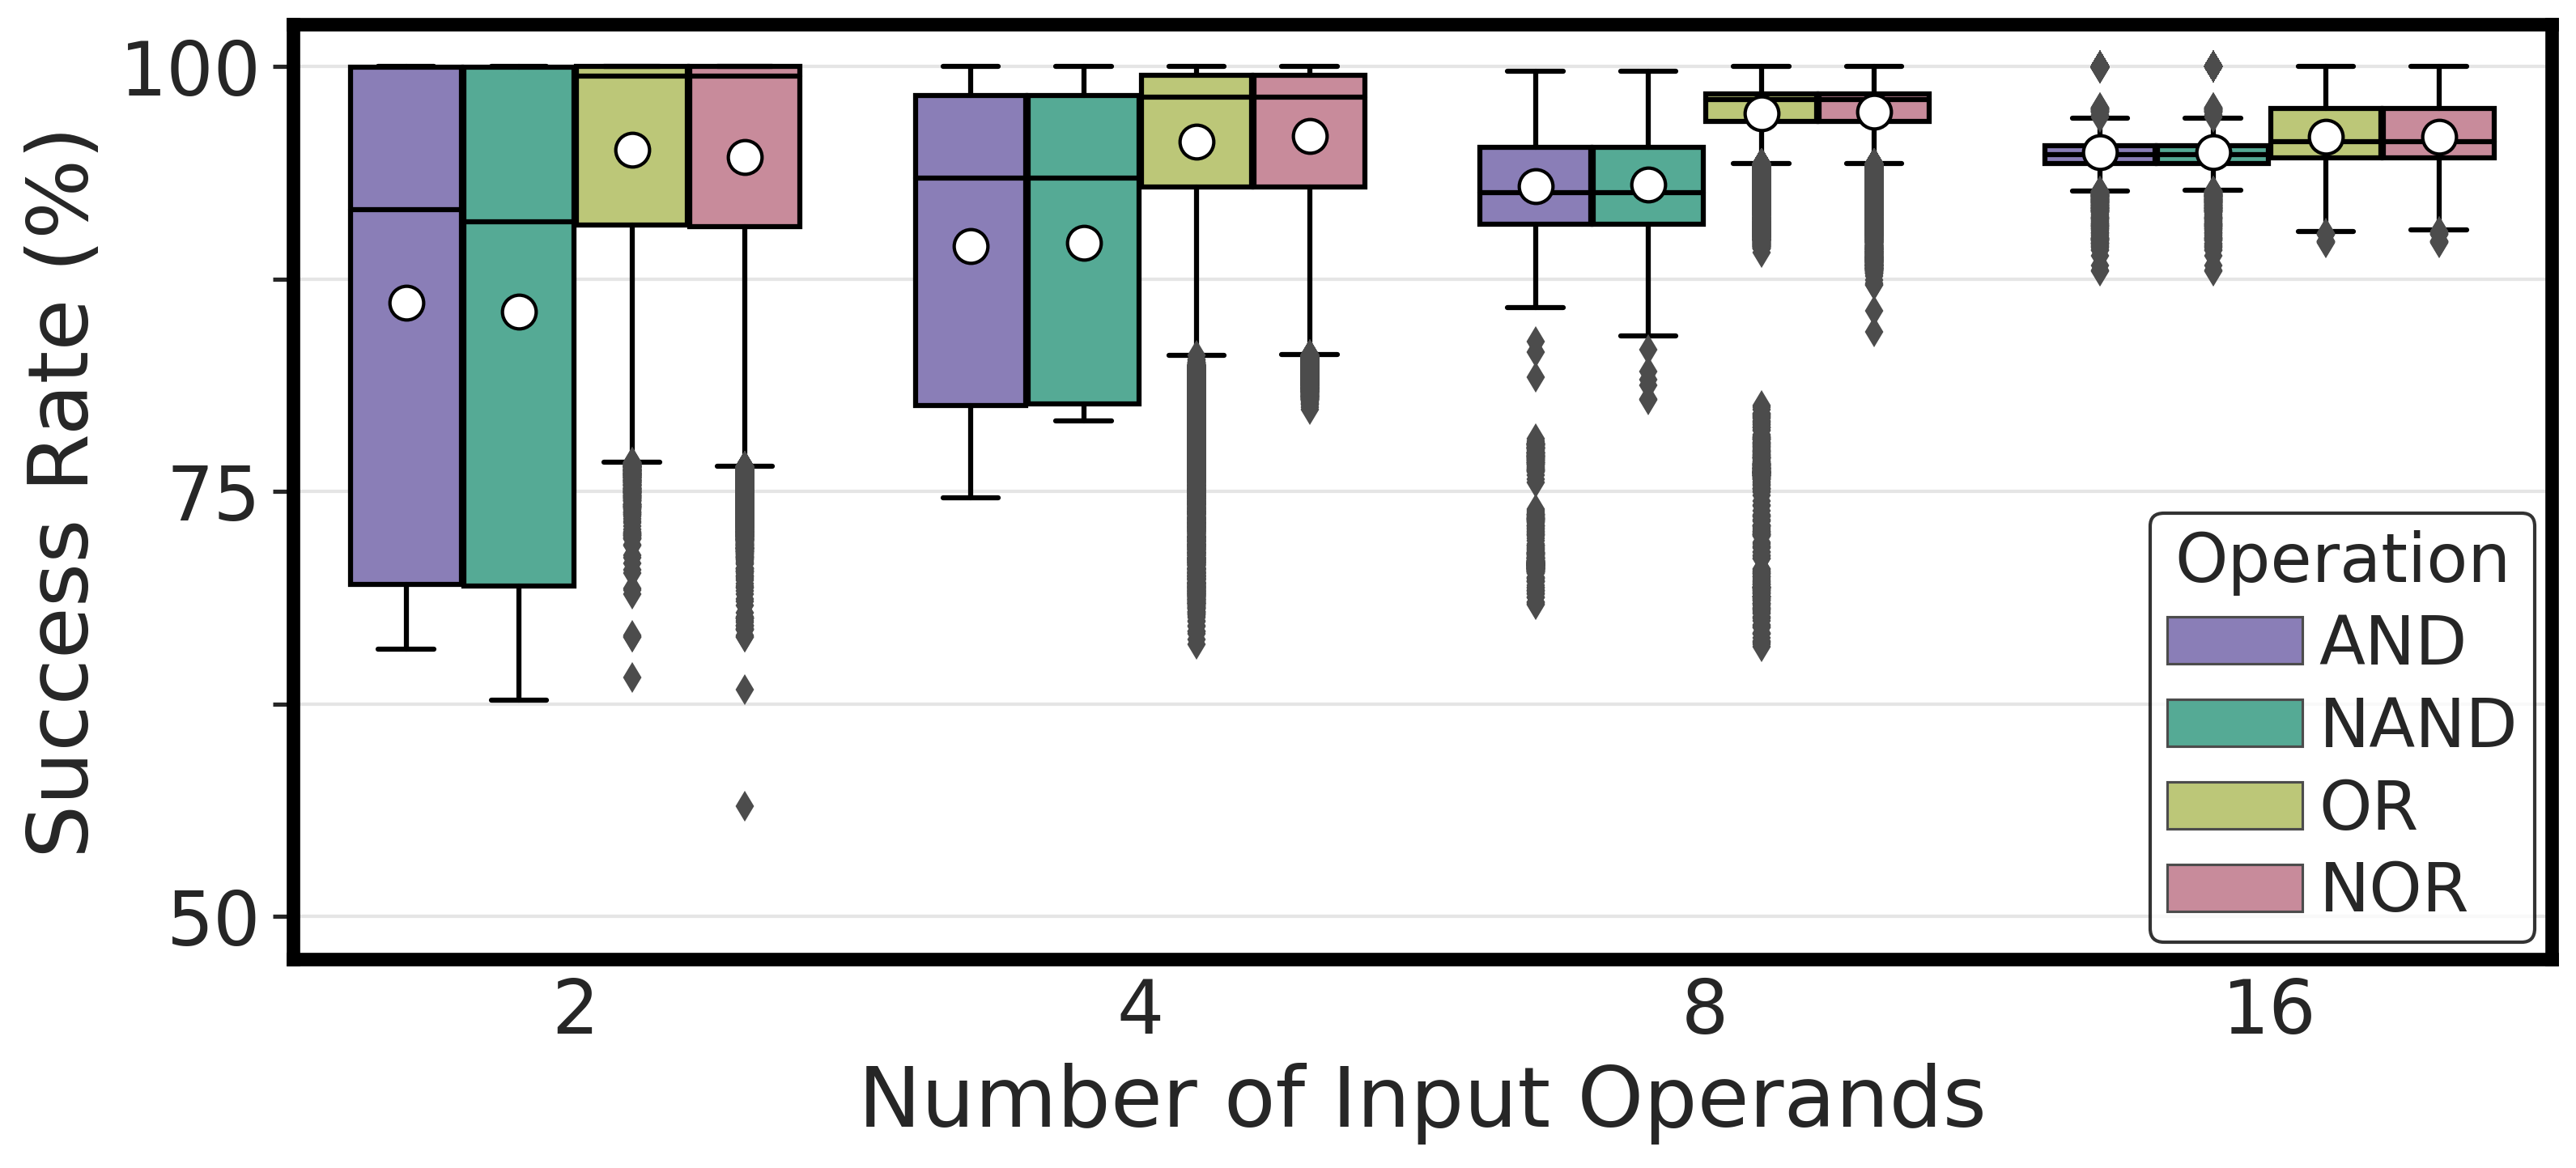 Success Rate (%)
100
75
50
2
4
8
16
Number of Input Operands
Operation
AND
NAND
OR
NOR